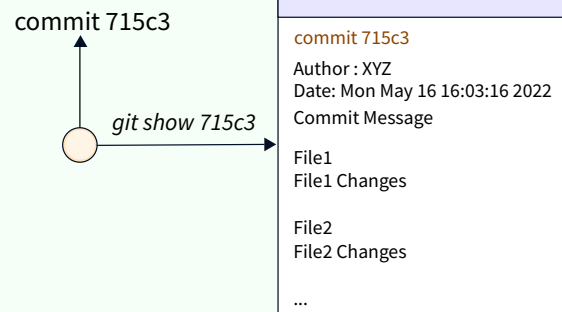 commit 715c3
git show 715c3
commit 715c3
Author : XYZ
Date: Mon May 16 16:03:16 2022
Commit Message
File1
File1 Changes
File2
File2 Changes
...